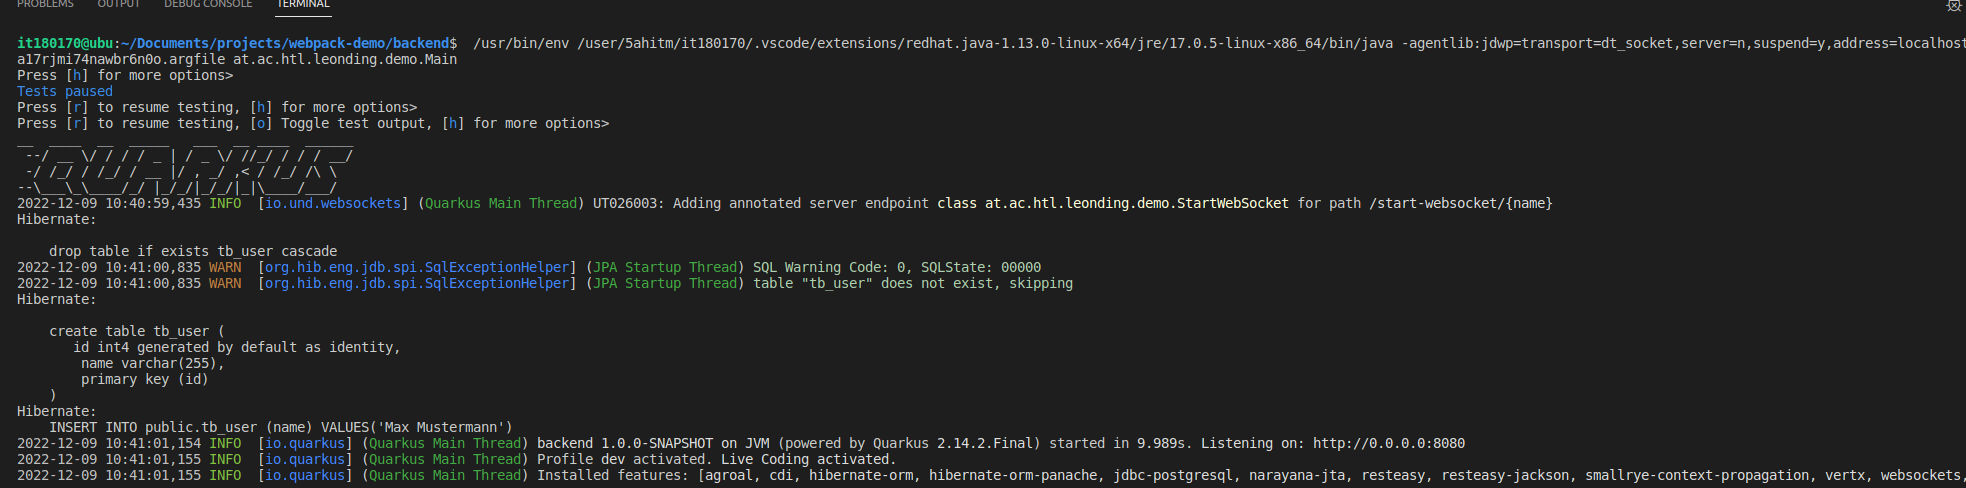 PROBLEMS OUTPUT DEBUG CONSOLE TERMINAL
it180170@ubu:~/Documents/projects/webpack-demo/backend$  /usr/bin/env /user/5ahitm/it180170/.vscode/extensions/redhat.java-1.13.0-linux-x64/jre/17.0.5-linux-x86_64/bin/java -agentlib:jdwp=transport=dt_socket,server=n,suspend=y,address=localhost
a17rjmi74nawbr6n0o.argfile at.ac.htl.leonding.demo.Main
Press [h] for more options>
Tests paused
Press [r] to resume testing, [h] for more options>
Press [r] to resume testing, [o] Toggle test output, [h] for more options>
__  ____  __  _____   ___  __ ____  ______
 --/ __ \/ / / / _ | / _ \/ //_/ / / / __/
 -/ /_/ / /_/ / __ |/ , _/ ,< / /_/ /\ \
--\___\_\____/_/ |_/_/|_/_/|_|\____/___/
2022-12-09 10:40:59,435 INFO  [io.und.websockets] (Quarkus Main Thread) UT026003: Adding annotated server endpoint class at.ac.htl.leonding.demo.StartWebSocket for path /start-websocket/{name}
Hibernate:
    drop table if exists tb_user cascade
2022-12-09 10:41:00,835 WARN  [org.hib.eng.jdb.spi.SqlExceptionHelper] (JPA Startup Thread) SQL Warning Code: 0, SQLState: 00000
2022-12-09 10:41:00,835 WARN  [org.hib.eng.jdb.spi.SqlExceptionHelper] (JPA Startup Thread) table "tb_user" does not exist, skipping
Hibernate:
    create table tb_user (
       id int4 generated by default as identity,
        name varchar(255),
        primary key (id)
    )
Hibernate:
    INSERT INTO public.tb_user (name) VALUES('Max Mustermann')
2022-12-09 10:41:01,154 INFO  [io.quarkus] (Quarkus Main Thread) backend 1.0.0-SNAPSHOT on JVM (powered by Quarkus 2.14.2.Final) started in 9.989s. Listening on: http://0.0.0.0:8080
2022-12-09 10:41:01,155 INFO  [io.quarkus] (Quarkus Main Thread) Profile dev activated. Live Coding activated.
2022-12-09 10:41:01,155 INFO  [io.quarkus] (Quarkus Main Thread) Installed features: [agroal, cdi, hibernate-orm, hibernate-orm-panache, jdbc-postgresql, narayana-jta, resteasy, resteasy-jackson, smallrye-context-propagation, vertx, websockets,